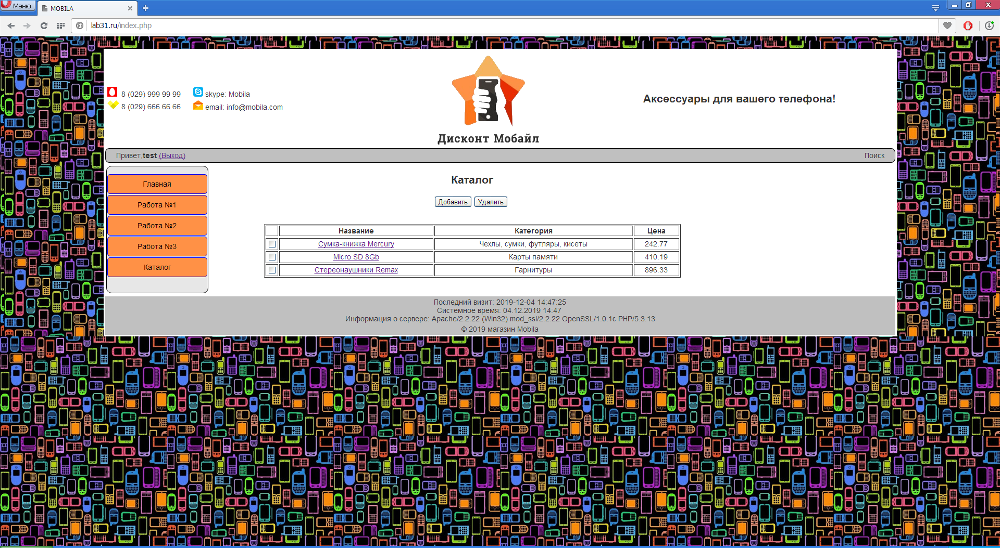 Меню
MOBILA
lab31.ru/index.php
8 (029) 999 99 99
skype: Mobila
8 (029) 666 66 66
email: info@mobila.com
Дисконт Мобайл
Аксессуары для вашего телефона!
Привет,test (Выход)
Поиск
Главная
Работа №1
Работа №2
Работа №3
Каталог
Каталог
Добавить Удалить
Название Категория Цена
Сумка-книжка Mercury Чехлы, сумки, футляры, кисеты 242.77
Micro SD 8Gb Карты памяти 410.19
Стереонаушники Remax Гарнитуры 896.33
Последний визит: 2019-12-04 14:47:25
Системное время: 04.12.2019 14:47
Информация о сервере: Apache/2.2.22 (Win32) mod_ssl/2.2.22 OpenSSL/1.0.1c PHP/5.3.13
© 2019 магазин Mobila